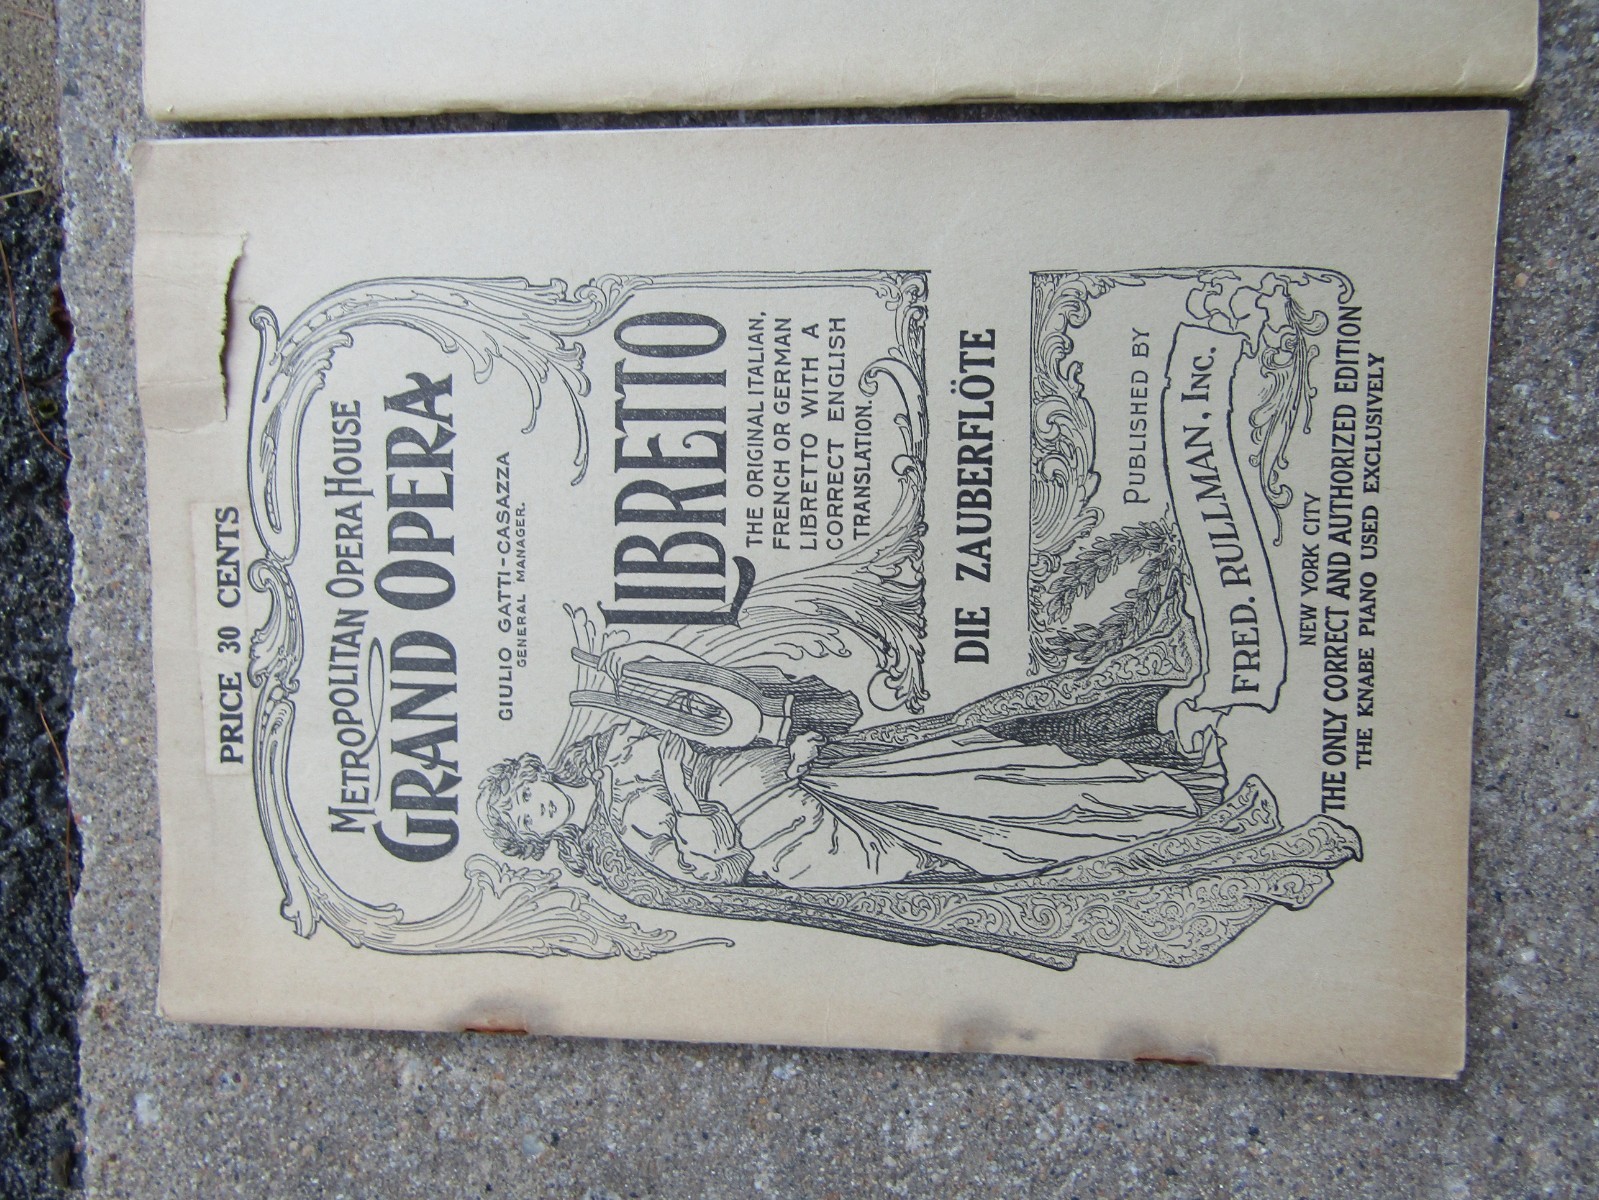 PRICE 30 CENTS
METROPOLITAN OPERA HOUSE
GRAND OPERA
GIULIO GATTI-CASAZZA
GENERAL MANAGER.
LIBRETTO
THE ORIGINAL ITALIAN,
FRENCH OR GERMAN
LIBRETTO WITH A
CORRECT ENGLISH
TRANSLATION.
DIE ZAUBERFLÖTE
PUBLISHED BY
FRED. RULLMAN, INC.
NEW YORK CITY
THE ONLY CORRECT AND AUTHORIZED EDITION
THE KNABE PIANO USED EXCLUSIVELY